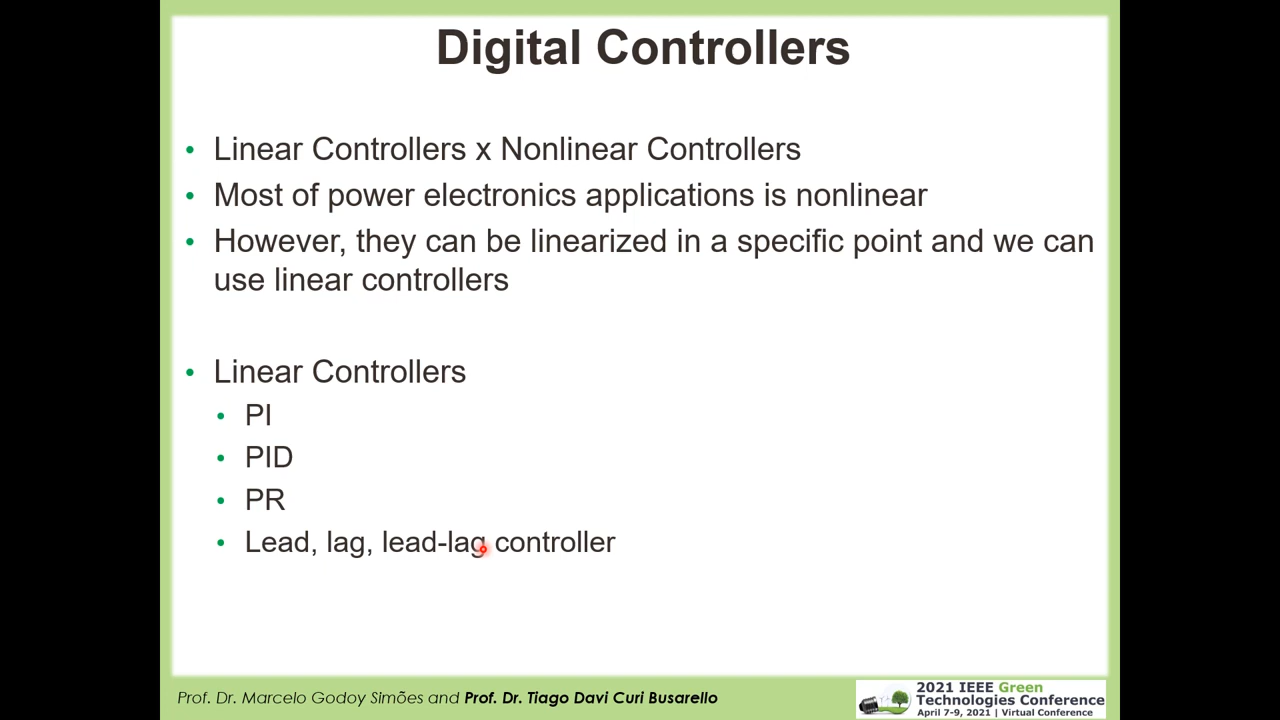 Digital Controllers
• Linear Controllers x Nonlinear Controllers
• Most of power electronics applications is nonlinear
• However, they can be linearized in a specific point and we can
use linear controllers
• Linear Controllers
• PI
• PID
• PR
• Lead, lag, lead-lag controller
Prof. Dr. Marcelo Godoy Simões and Prof. Dr. Tiago Davi Curi Busarello
2021 IEEE Green
Technologies Conference
April 7-9, 2021 | Virtual Conference